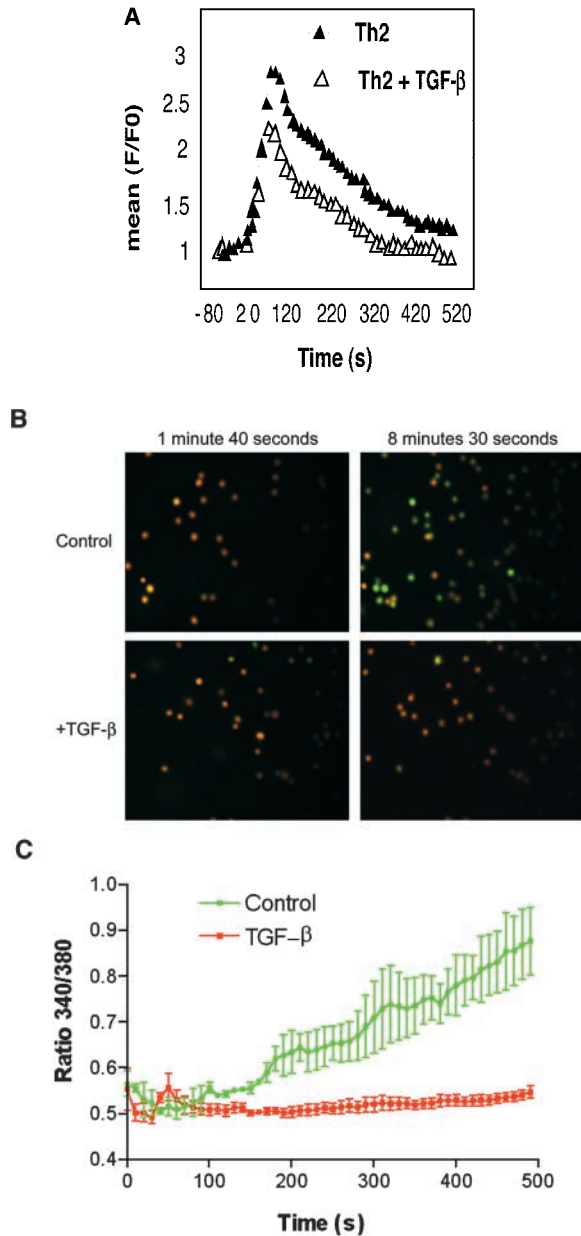 A
Th2
Th2 + TGF-β
mean (F/F0)
3
2.5
2
1.5
1
-80 20 120 220 320 420 520
Time (s)
B
1 minute 40 seconds 8 minutes 30 seconds
Control
+TGF-β
C
Control
TGF–β
Ratio 340/380
1.0
0.9
0.8
0.7
0.6
0.5
0.4
0 100 200 300 400 500
Time (s)